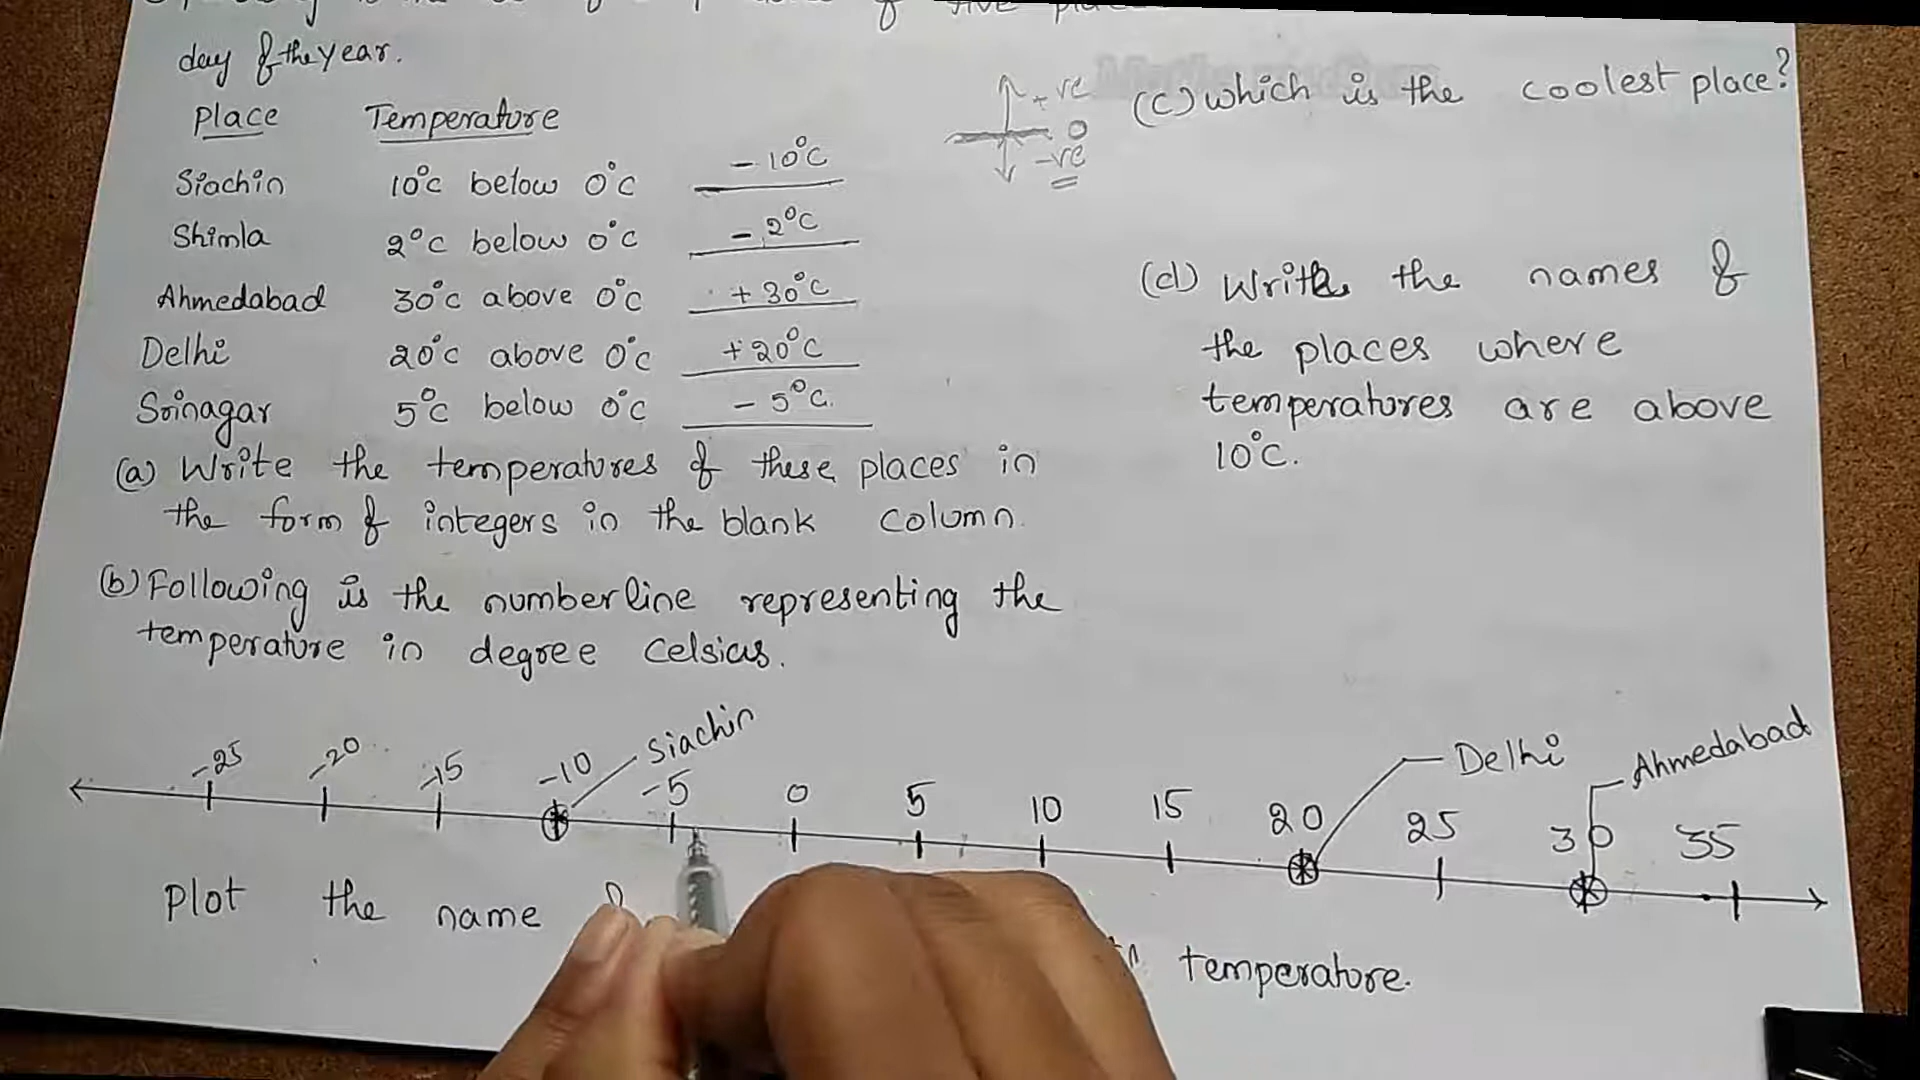 day of the year.
Place Temperature
Siachin 10°c below 0°c - 10°c
Shimla 2°c below 0°c - 2°c
Ahmedabad 30°c above 0°c + 30°c
Delhi 20°c above 0°c + 20°c
Srinagar 5°c below 0°c - 5°c.
(a) Write the temperatures of these places in
the form of integers in the blank column.
(b) Following is the numberline representing the
temperature in degree celsius.
+ ve
0
- ve
(c) which is the coolest place?
(d) Write the names of
the places where
temperatures are above
10°c.
Siachin Delhi Ahmedabad
-25 -20 -15 -10 -5 0 5 10 15 20 25 30 35
Plot the name temperature.